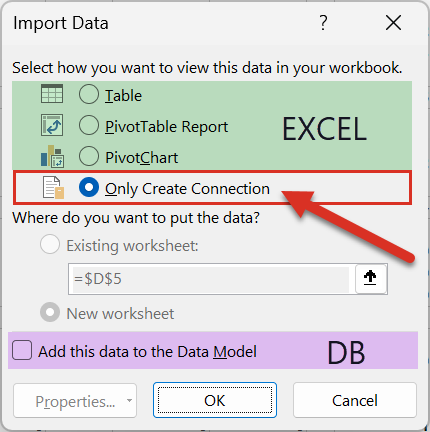 Import Data
?
Select how you want to view this data in your workbook.
Table
PivotTable Report
EXCEL
PivotChart
Only Create Connection
Where do you want to put the data?
Existing worksheet:
=$D$5
New worksheet
Add this data to the Data Model
DB
Properties...
OK
Cancel